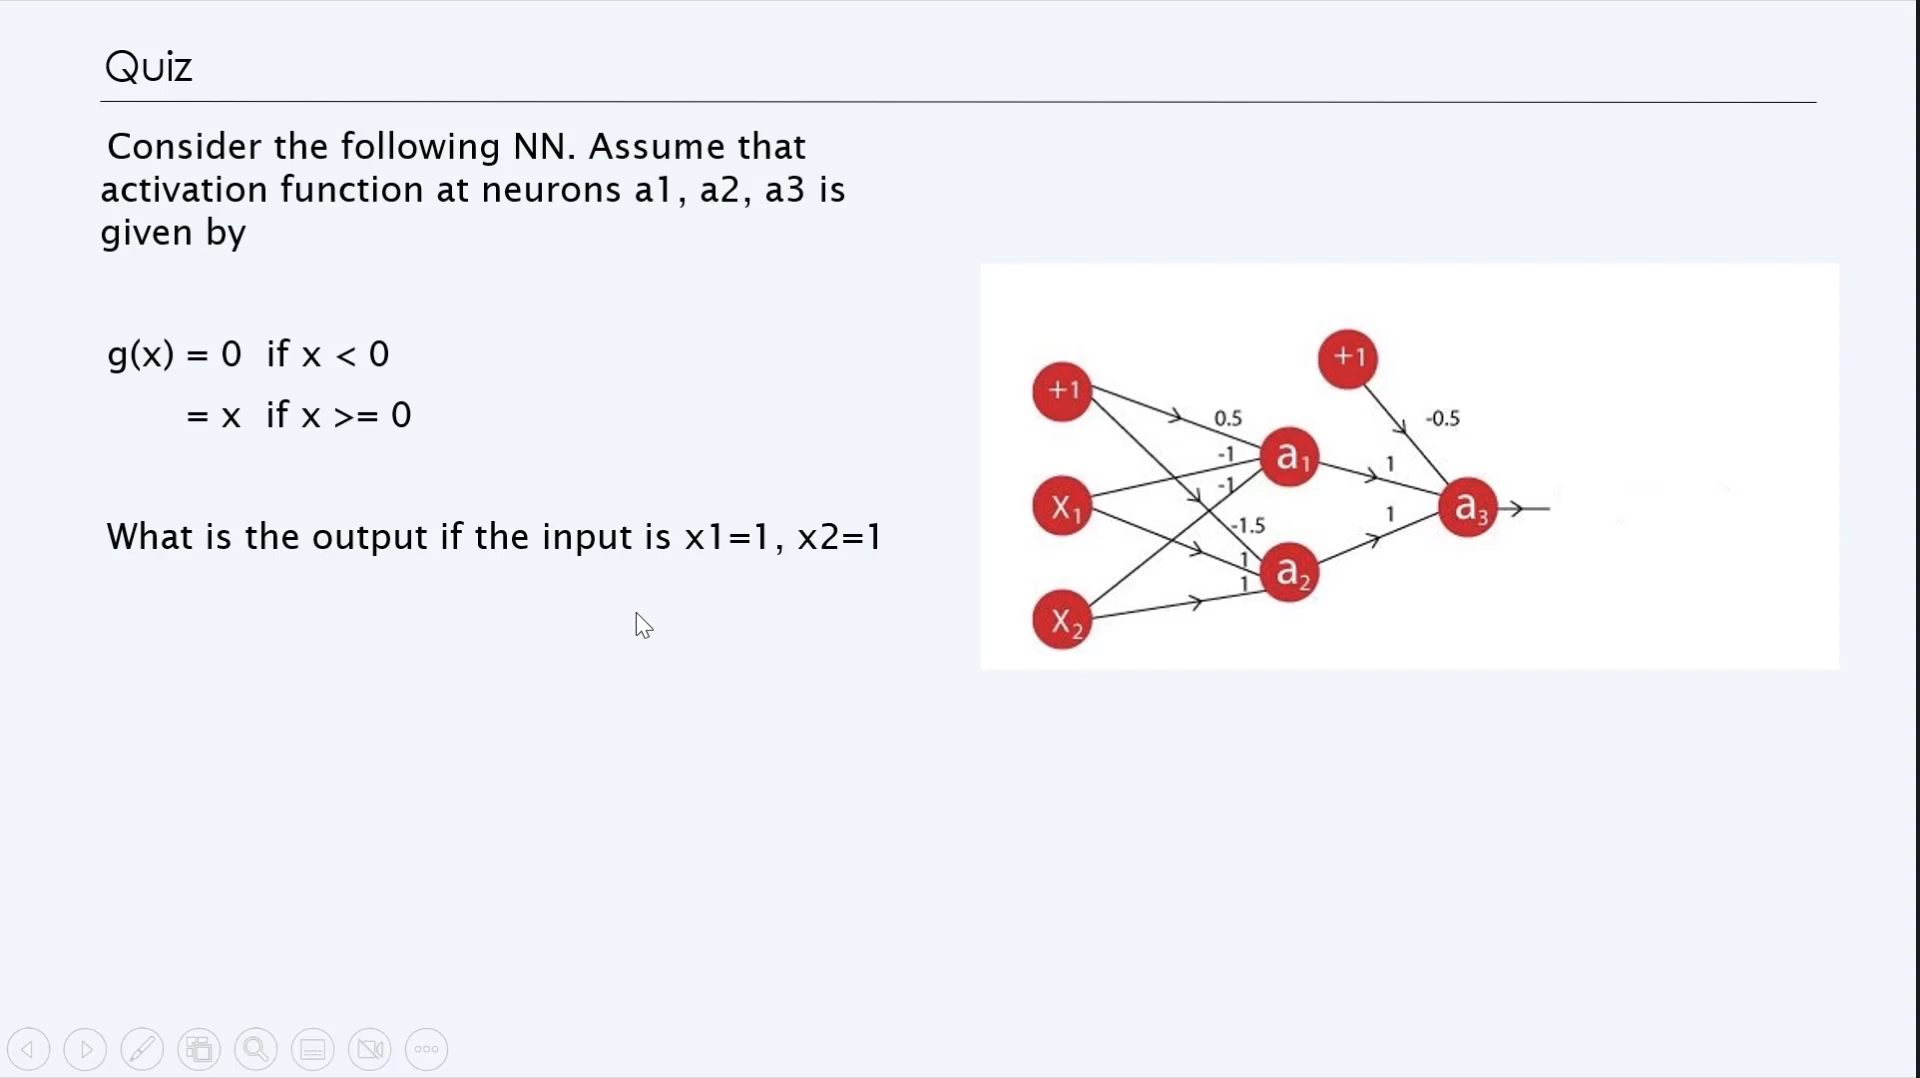 Quiz
Consider the following NN. Assume that
activation function at neurons a1, a2, a3 is
given by
g(x) = 0 if x < 0
= x if x >= 0
What is the output if the input is x1=1, x2=1
+1
+1
0.5
-0.5
-1
a1
1
-1
X1
a3
1
-1.5
1
a2
1
X2